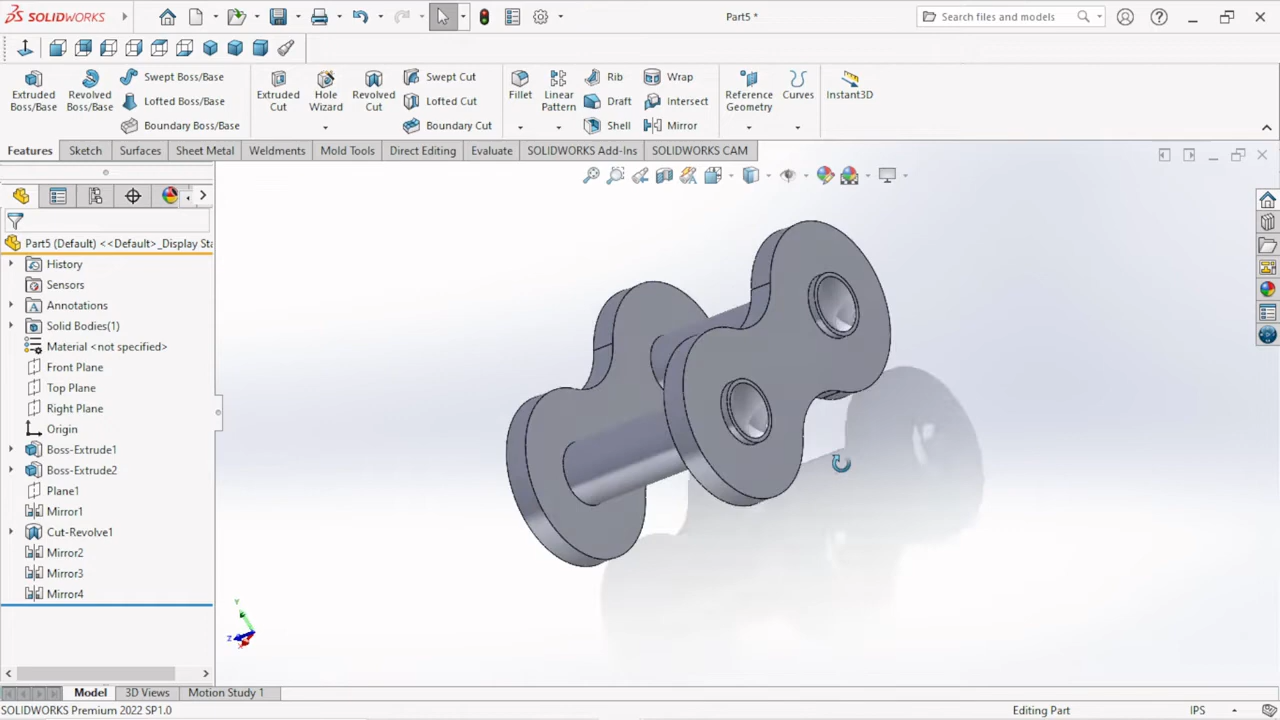 SOLIDWORKS
Part5 *
Search files and models
Extruded Boss/Base
Revolved Boss/Base
Swept Boss/Base
Lofted Boss/Base
Boundary Boss/Base
Extruded Cut
Hole Wizard
Revolved Cut
Swept Cut
Lofted Cut
Boundary Cut
Fillet
Linear Pattern
Rib
Draft
Shell
Wrap
Intersect
Mirror
Reference Geometry
Curves
Instant3D
Features
Sketch
Surfaces
Sheet Metal
Weldments
Mold Tools
Direct Editing
Evaluate
SOLIDWORKS Add-Ins
SOLIDWORKS CAM
Part5 (Default) <<Default>_Display Sta
History
Sensors
Annotations
Solid Bodies(1)
Material <not specified>
Front Plane
Top Plane
Right Plane
Origin
Boss-Extrude1
Boss-Extrude2
Plane1
Mirror1
Cut-Revolve1
Mirror2
Mirror3
Mirror4
Y
Z
Model
3D Views
Motion Study 1
SOLIDWORKS Premium 2022 SP1.0
Editing Part
IPS